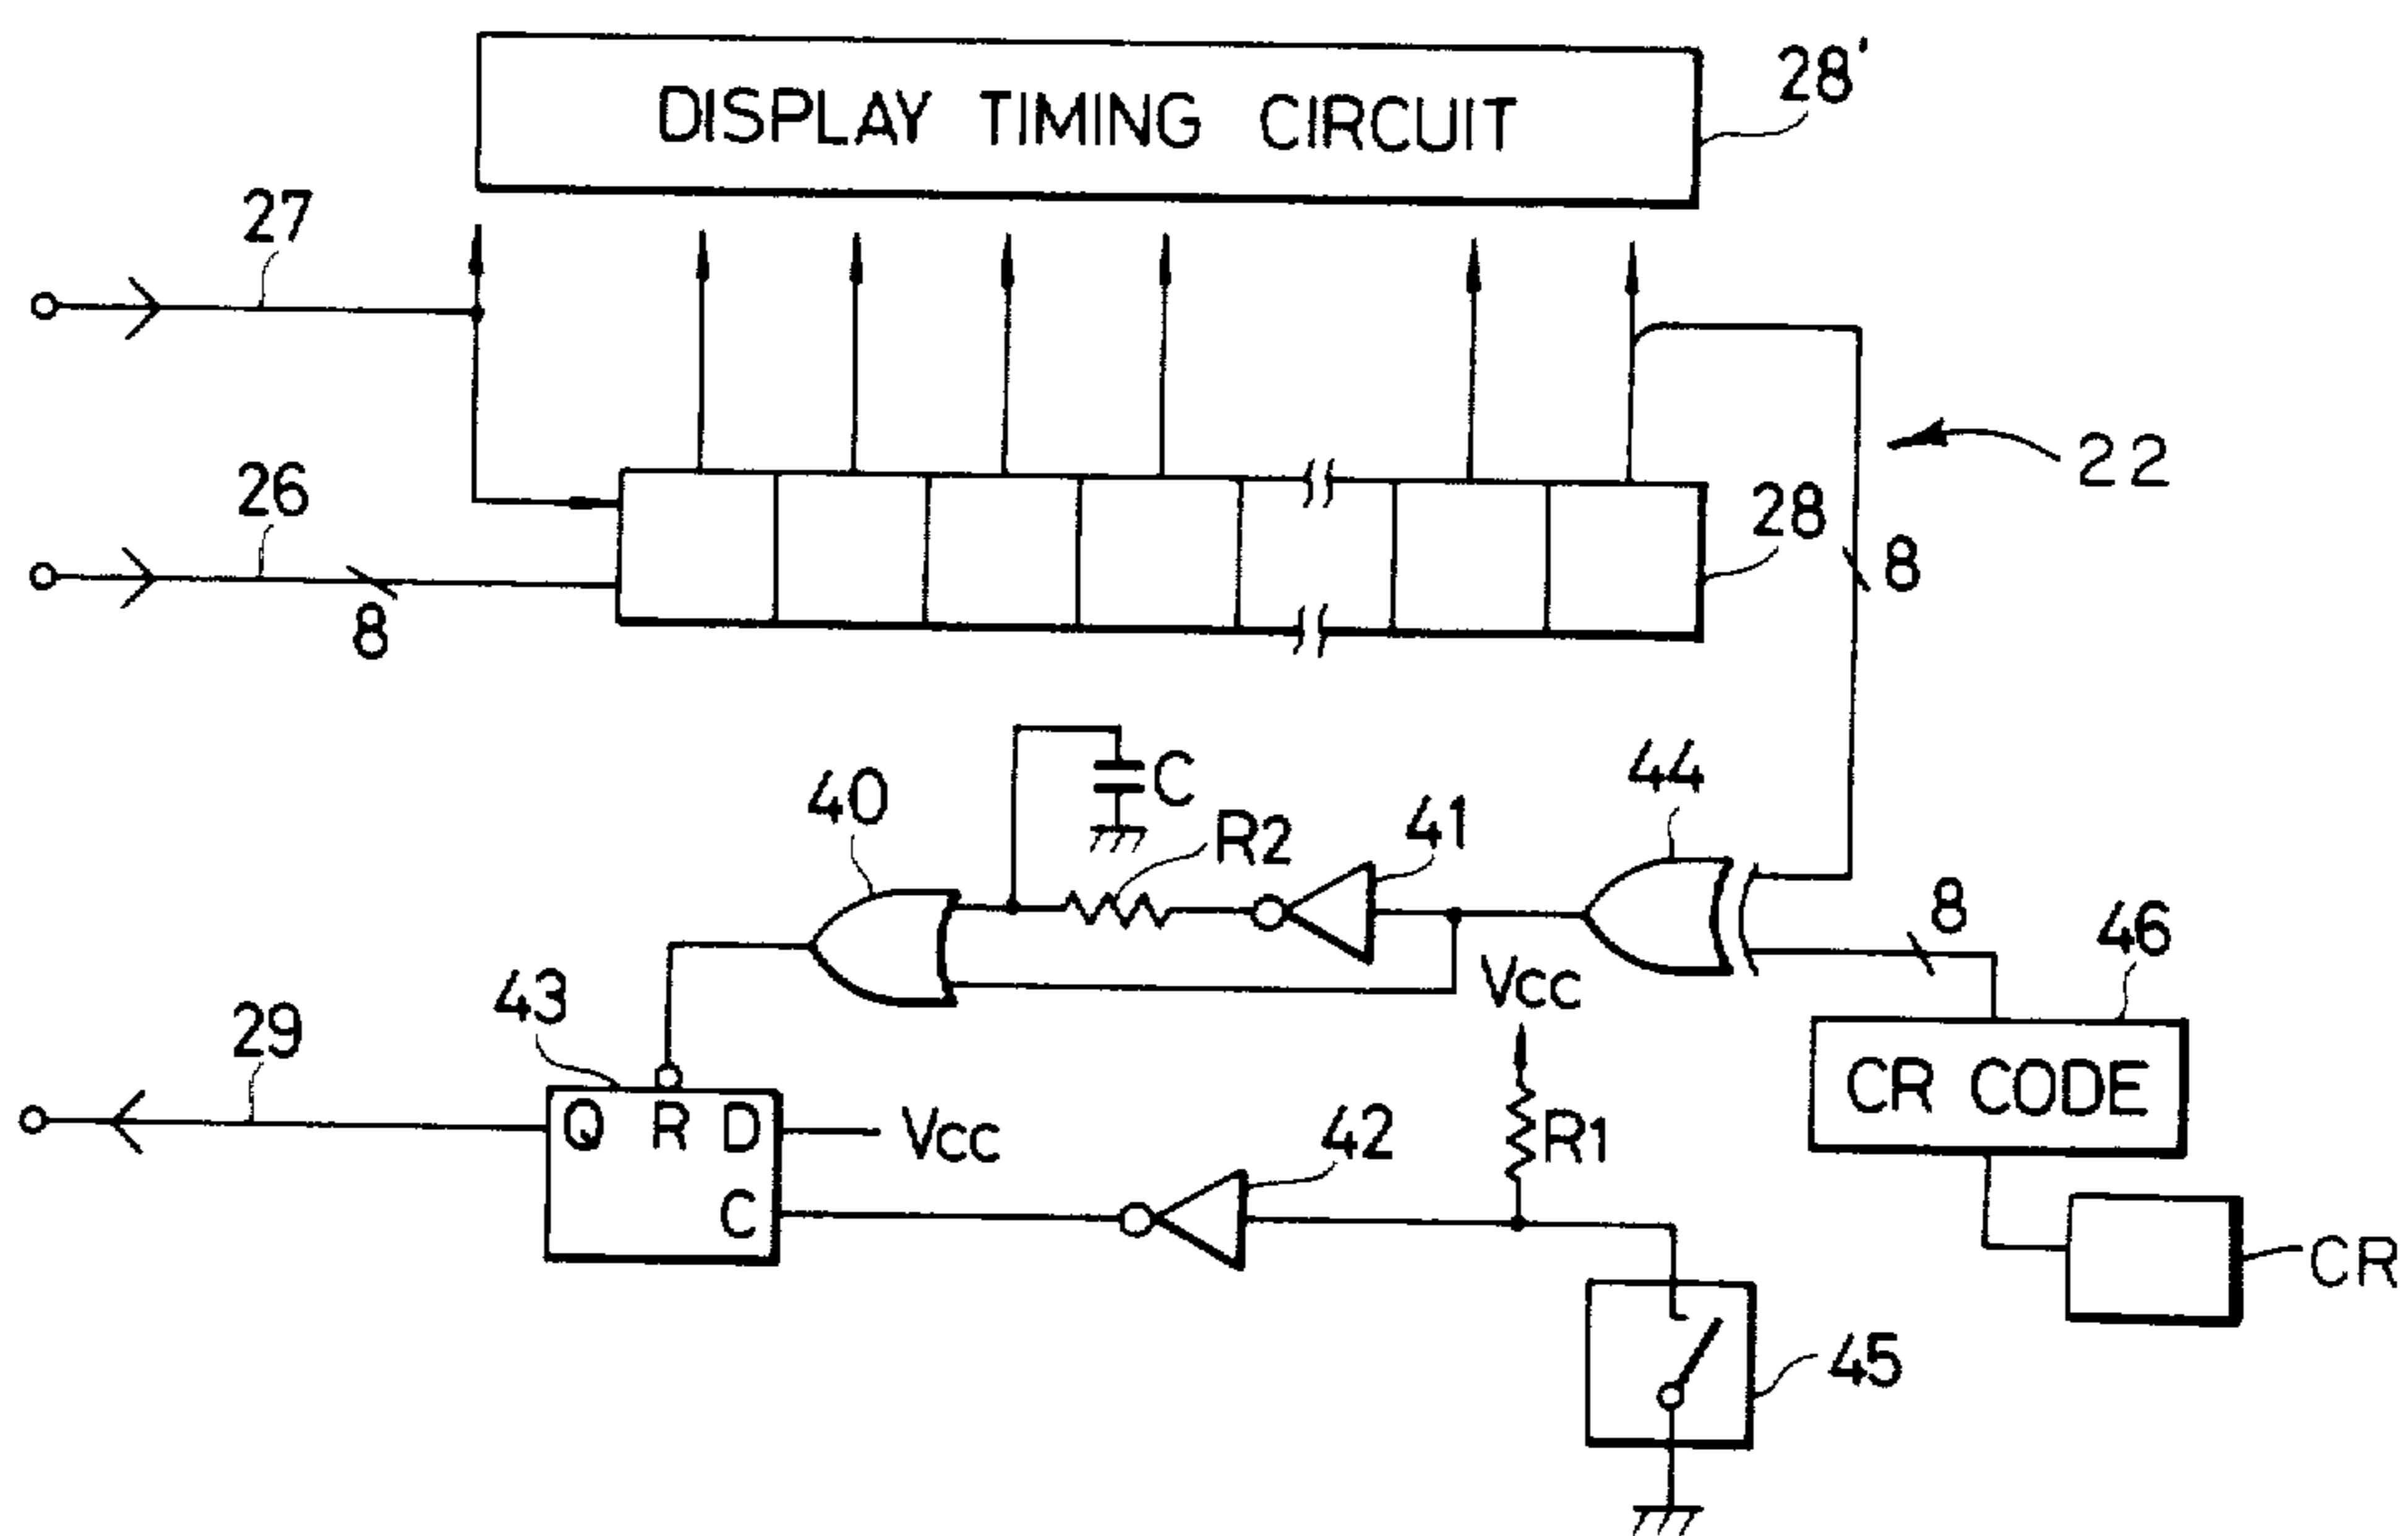 DISPLAY TIMING CIRCUIT
28'
27
26
8
22
28
8
C
40
R2
41
44
8
46
Vcc
43
29
Q R D
C
Vcc
42
R1
CR CODE
CR
45